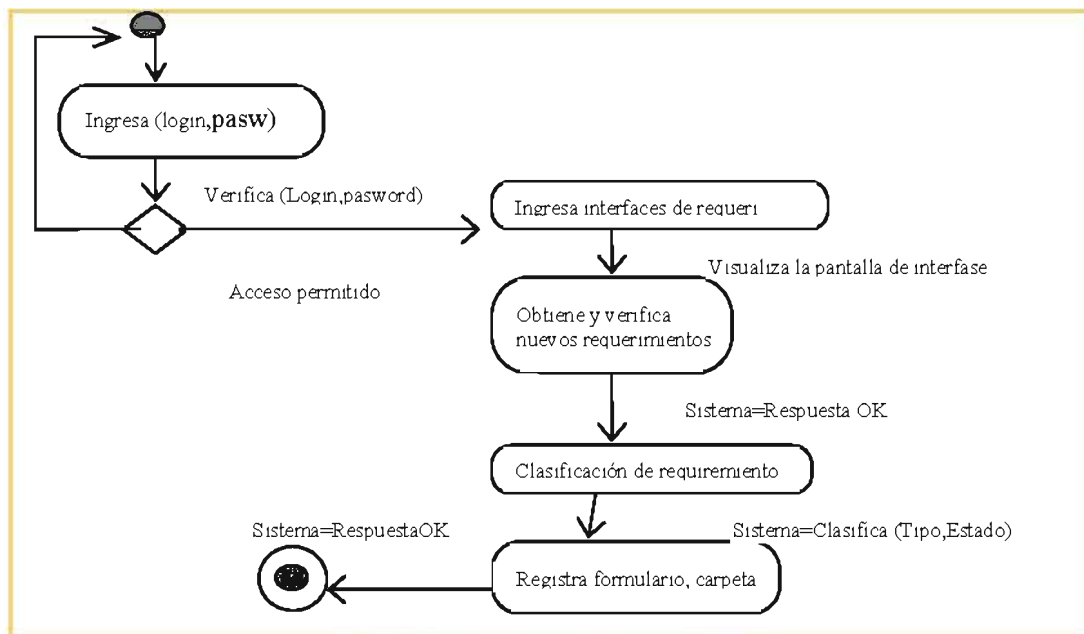 Ingresa (login,pasw)
Verifica (Login,pasword)
Ingresa interfaces de requeri
Acceso permitido
Visualiza la pantalla de interfase
Obtiene y verifica
nuevos requerimientos
Sistema=Respuesta OK
Clasificación de requiremiento
Sistema=RespuestaOK
Sistema=Clasifica (Tipo,Estado)
Registra formulario, carpeta